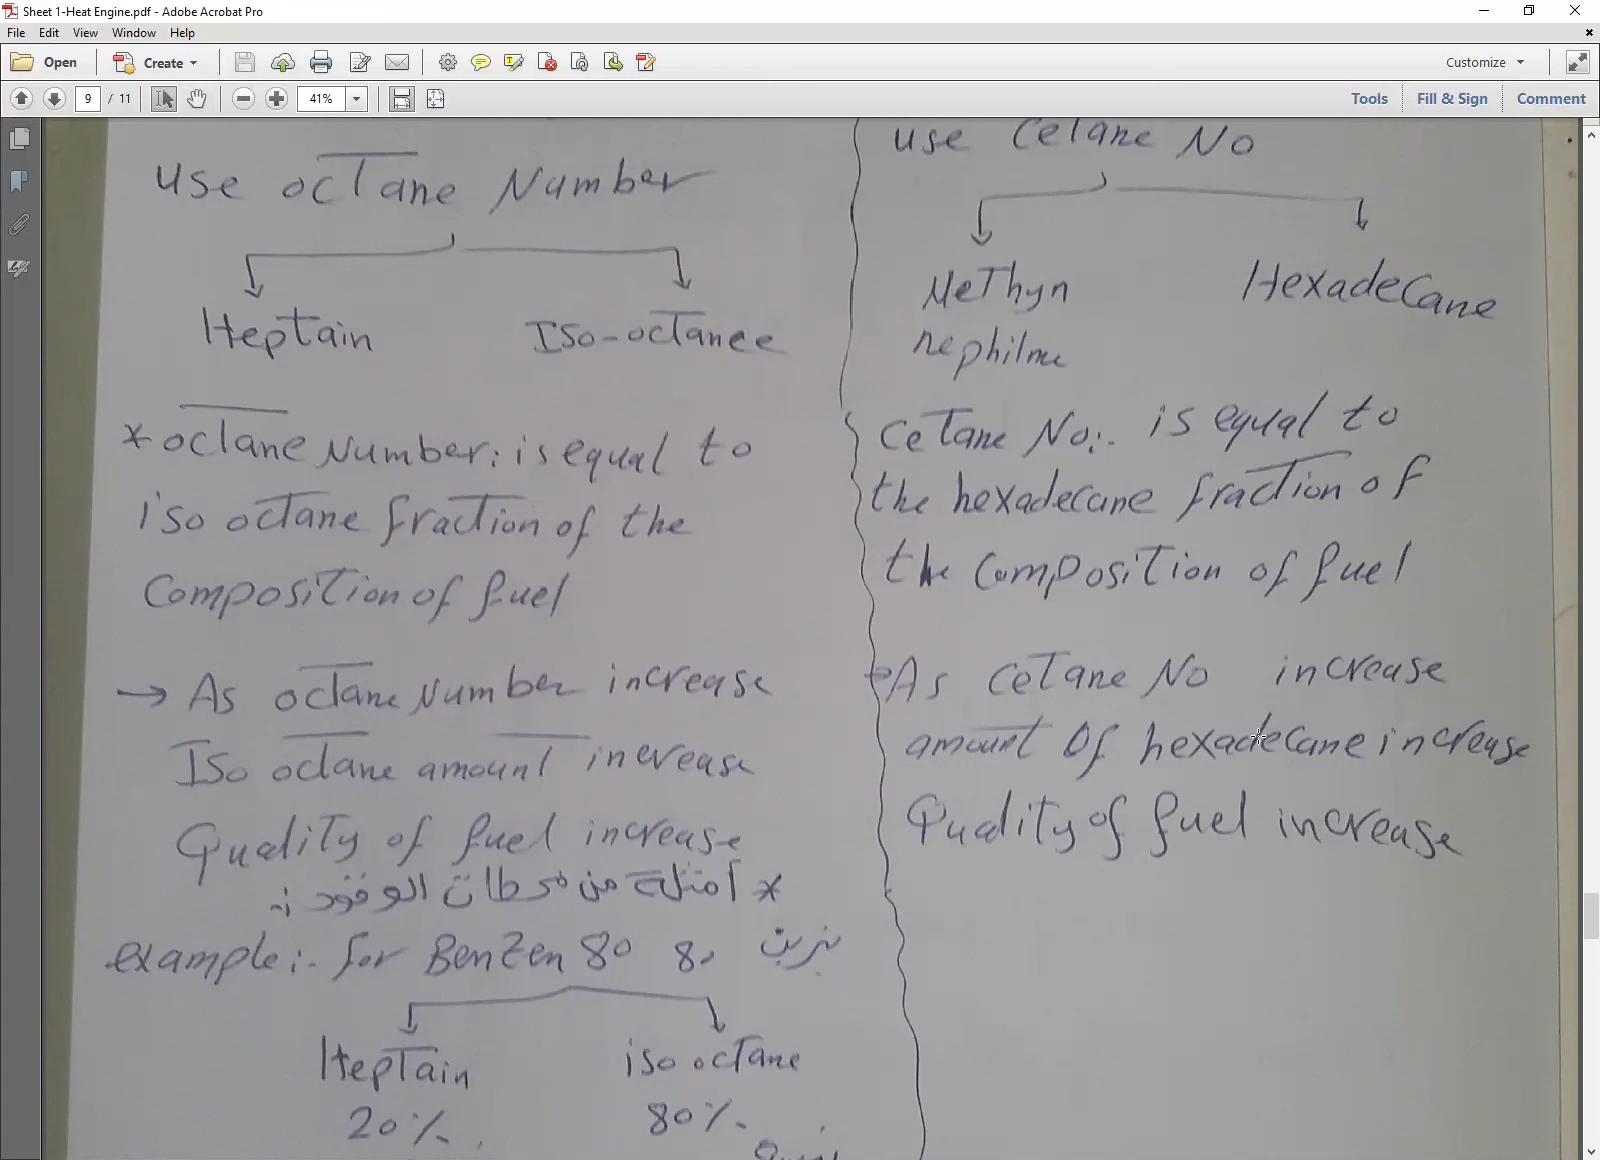 Sheet 1-Heat Engine.pdf - Adobe Acrobat Pro
File Edit View Window Help
Open Create Customize
9 / 11 41% Tools Fill & Sign Comment
use octane Number
Heptain Iso-octanee
* octane Number: is equal to
iso octane fraction of the
Composition of fuel
→ As octane Number increase
Iso octane amount increase
Quality of fuel increase
* أمثلة من محطات الوقود :-
example :- for BenZen 80 بنزين ٨٠
Heptain iso octane
20 % 80 %
use Cetane No
Methyn Hexadecane
nephilme
Cetane No:. is equal to
the hexadecane fraction of
the Composition of fuel
As Cetane No increase
amount Of hexadecane increase
Quality of fuel increase